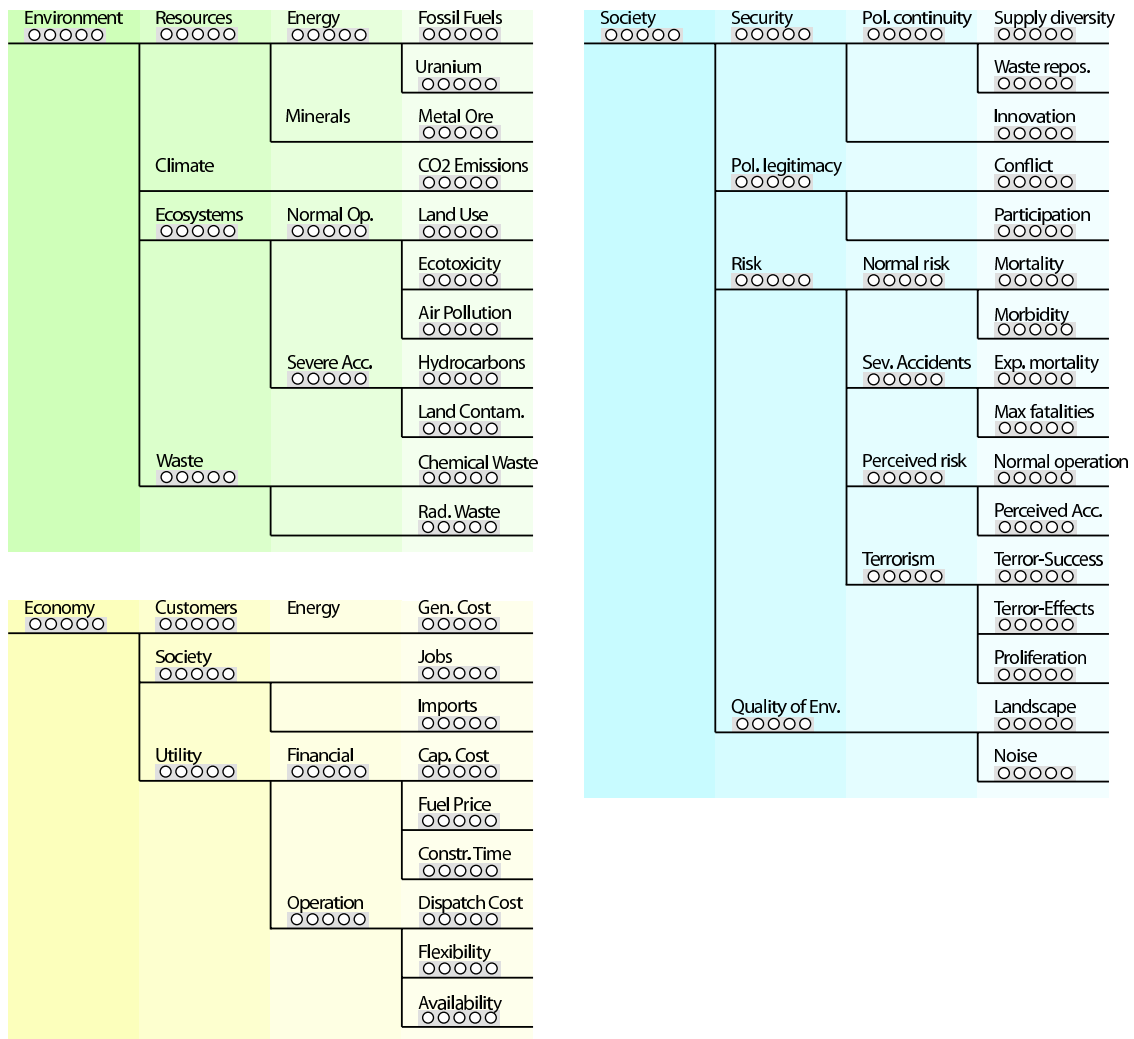 Environment Resources Energy Fossil Fuels
Uranium
Minerals Metal Ore
Climate CO2 Emissions
Ecosystems Normal Op. Land Use
Ecotoxicity
Air Pollution
Severe Acc. Hydrocarbons
Land Contam.
Waste Chemical Waste
Rad. Waste
Economy Customers Energy Gen. Cost
Society Jobs
Imports
Utility Financial Cap. Cost
Fuel Price
Constr. Time
Operation Dispatch Cost
Flexibility
Availability
Society Security Pol. continuity Supply diversity
Waste repos.
Innovation
Pol. legitimacy Conflict
Participation
Risk Normal risk Mortality
Morbidity
Sev. Accidents Exp. mortality
Max fatalities
Perceived risk Normal operation
Perceived Acc.
Terrorism Terror-Success
Terror-Effects
Proliferation
Quality of Env. Landscape
Noise